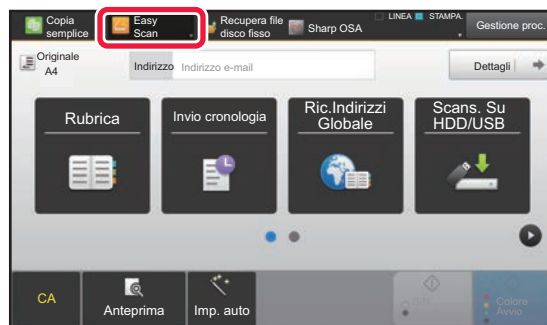 Copia
semplice
Easy
Scan
Recupera file
disco fisso
Sharp OSA
LINEA
STAMPA.
Gestione proc.
Originale
A4
Indirizzo
Indirizzo e-mail
Dettagli
Rubrica
Invio cronologia
Ric.Indirizzi
Globale
Scans. Su
HDD/USB
CA
Anteprima
Imp. auto
Colore
Avvio